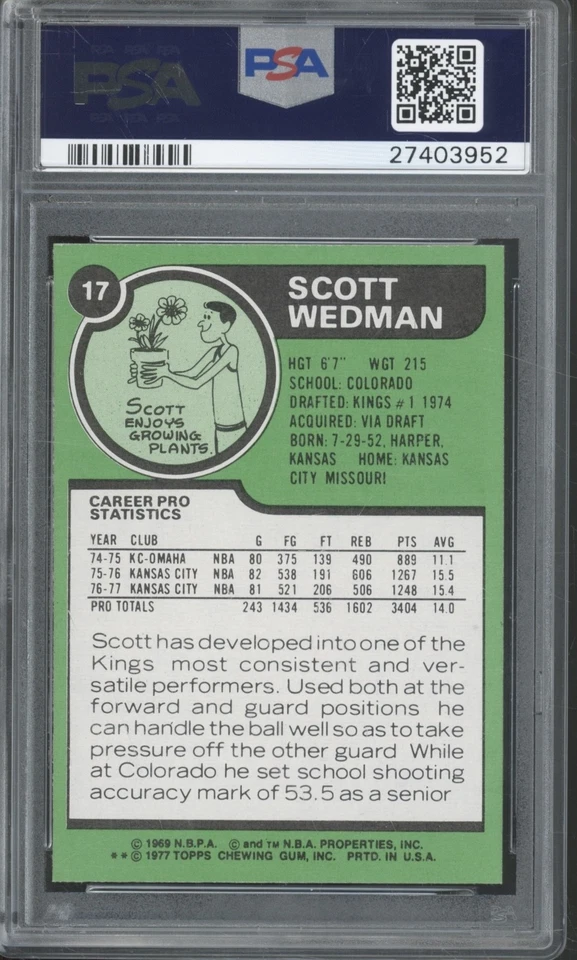 PSA PSA PSA
PSA
PSA PSA PSA
PSA
27403952
17
SCOTT
WEDMAN
SCOTT
ENJOYS
GROWING
PLANTS.
HGT 6'7" WGT 215
SCHOOL: COLORADO
DRAFTED: KINGS #1 1974
ACQUIRED: VIA DRAFT
BORN: 7-29-52, HARPER,
KANSAS HOME: KANSAS
CITY MISSOURI
CAREER PRO
STATISTICS
YEAR CLUB G FG FT REB PTS AVG
74-75 KC-OMAHA NBA 80 375 139 490 889 11.1
75-76 KANSAS CITY NBA 82 538 191 606 1267 15.5
76-77 KANSAS CITY NBA 81 521 206 506 1248 15.4
PRO TOTALS 243 1434 536 1602 3404 14.0
Scott has developed into one of the
Kings most consistent and ver-
satile performers. Used both at the
forward and guard positions he
can handle the ball well so as to take
pressure off the other guard While
at Colorado he set school shooting
accuracy mark of 53.5 as a senior
© 1969 N.B.P.A. © and TM N.B.A. PROPERTIES, INC.
**© 1977 TOPPS CHEWING GUM, INC. PRTD. IN U.S.A.